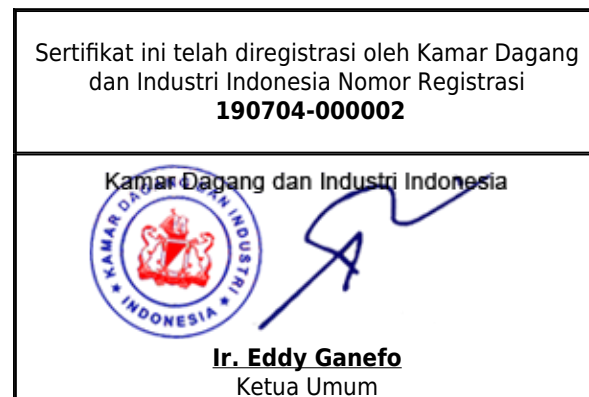 Sertifikat ini telah diregistrasi oleh Kamar Dagang
dan Industri Indonesia Nomor Registrasi
190704-000002
Kamar Dagang dan Industri Indonesia
KAMAR DAGANG DAN INDUSTRI
INDONESIA
Ir. Eddy Ganefo
Ketua Umum